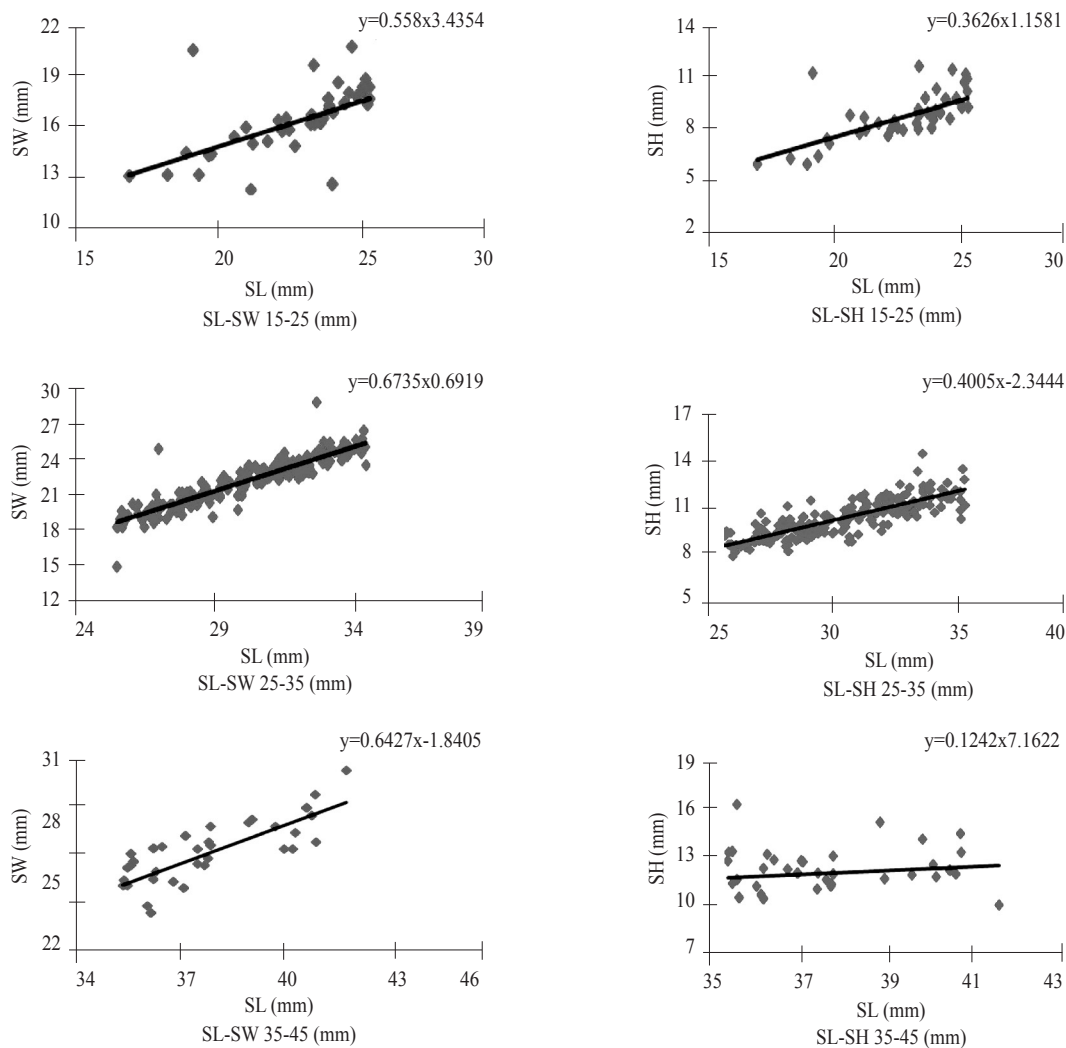 y=0.558x3.4354
22
19
16
13
10
SW (mm)
15 20 25 30
SL (mm)
SL-SW 15-25 (mm)
y=0.3626x1.1581
14
11
8
5
2
SH (mm)
15 20 25 30
SL (mm)
SL-SH 15-25 (mm)
y=0.6735x0.6919
30
27
24
21
18
15
12
SW (mm)
24 29 34 39
SL (mm)
SL-SW 25-35 (mm)
y=0.4005x-2.3444
17
14
11
8
5
SH (mm)
25 30 35 40
SL (mm)
SL-SH 25-35 (mm)
y=0.6427x-1.8405
31
28
25
22
SW (mm)
34 37 40 43 46
SL (mm)
SL-SW 35-45 (mm)
y=0.1242x7.1622
19
16
13
10
7
SH (mm)
35 37 39 41 43
SL (mm)
SL-SH 35-45 (mm)